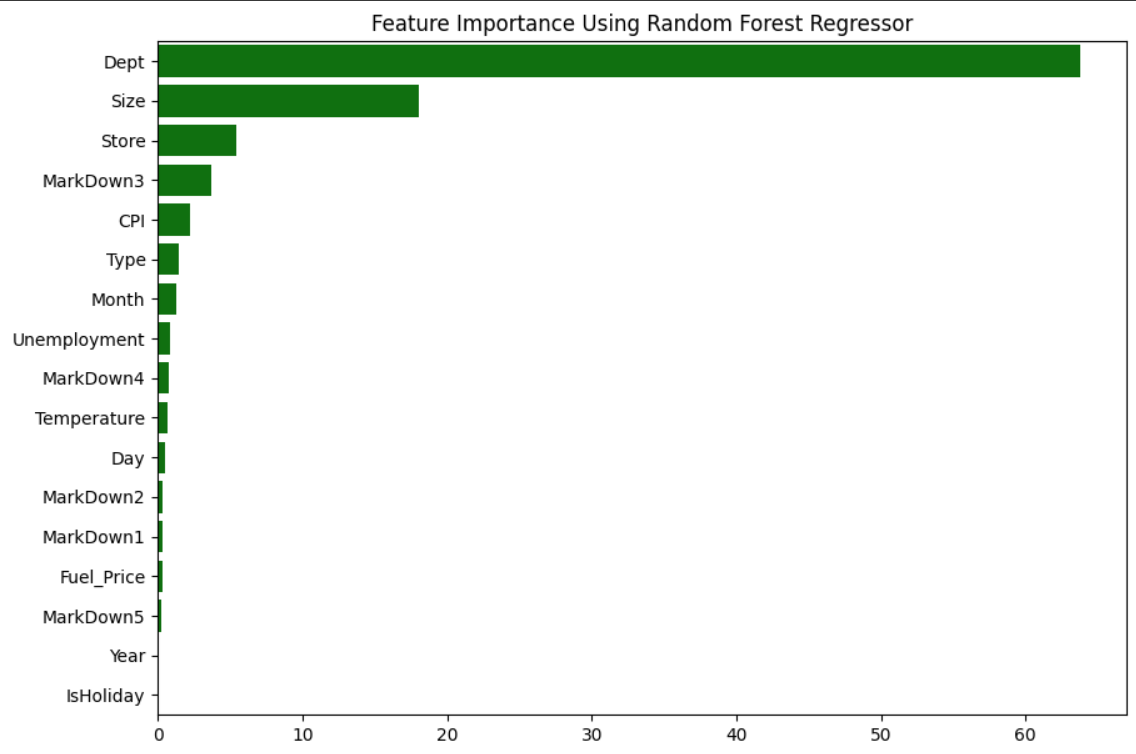 Feature Importance Using Random Forest Regressor
Dept
Size
Store
MarkDown3
CPI
Type
Month
Unemployment
MarkDown4
Temperature
Day
MarkDown2
MarkDown1
Fuel_Price
MarkDown5
Year
IsHoliday
0 10 20 30 40 50 60